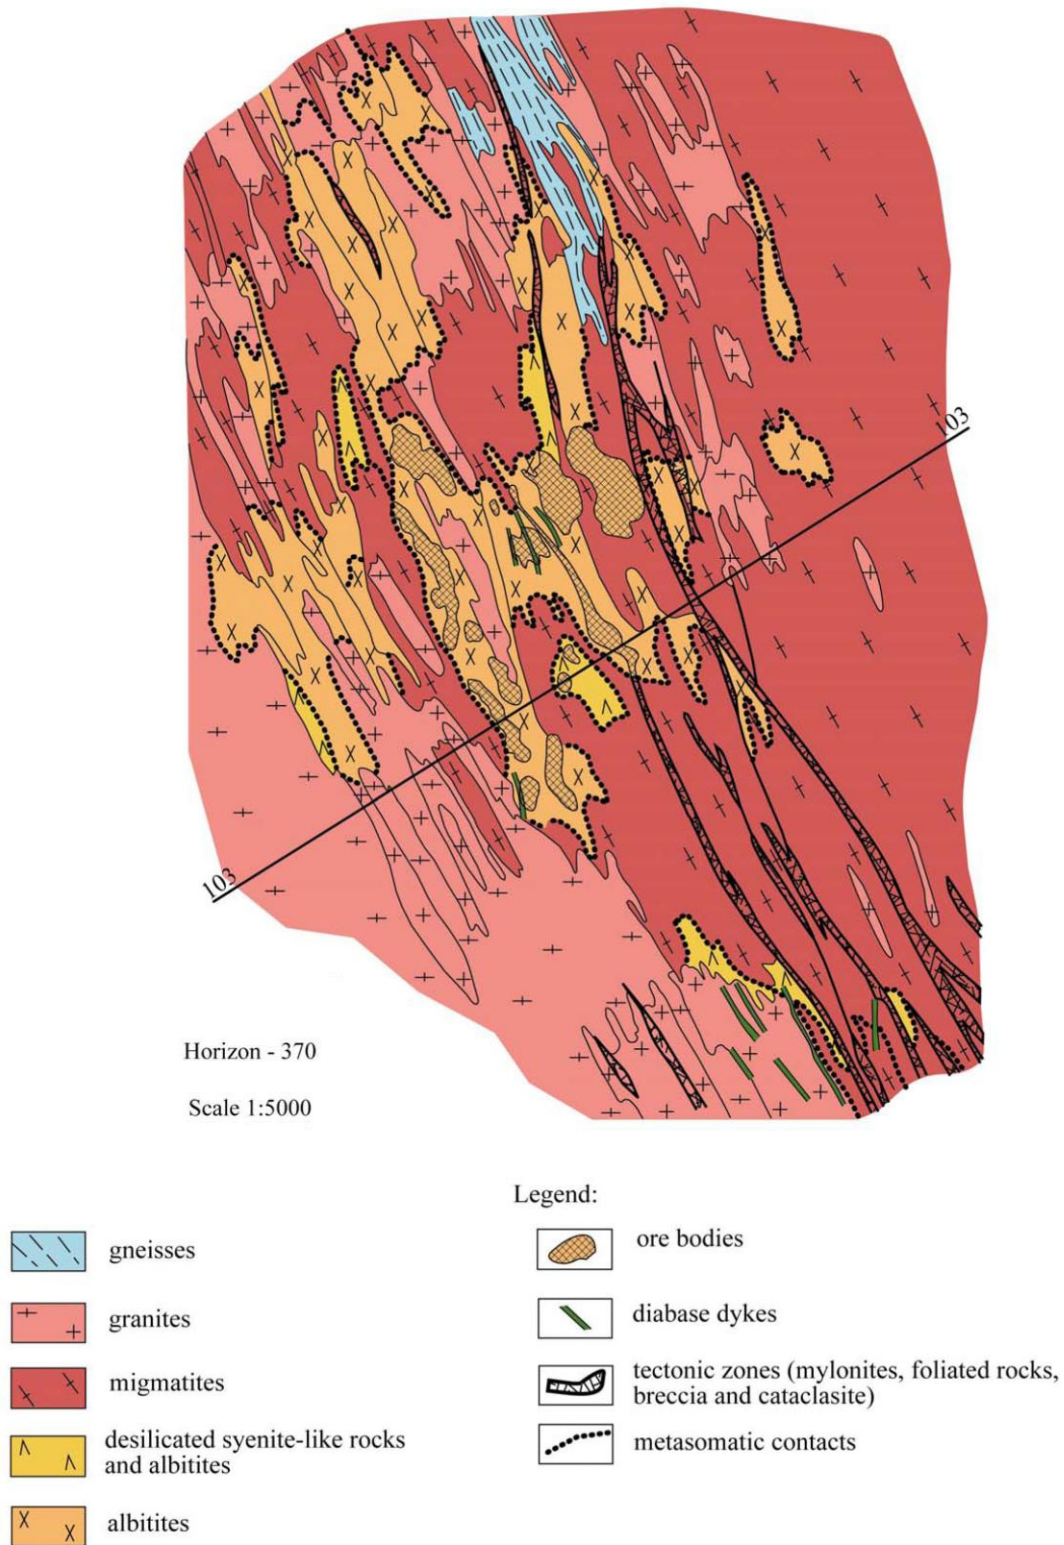 103
103
Horizon - 370
Scale 1:5000
Legend:
gneisses
granites
migmatites
desilicated syenite-like rocks
and albitites
albitites
ore bodies
diabase dykes
tectonic zones (mylonites, foliated rocks,
breccia and cataclasite)
metasomatic contacts